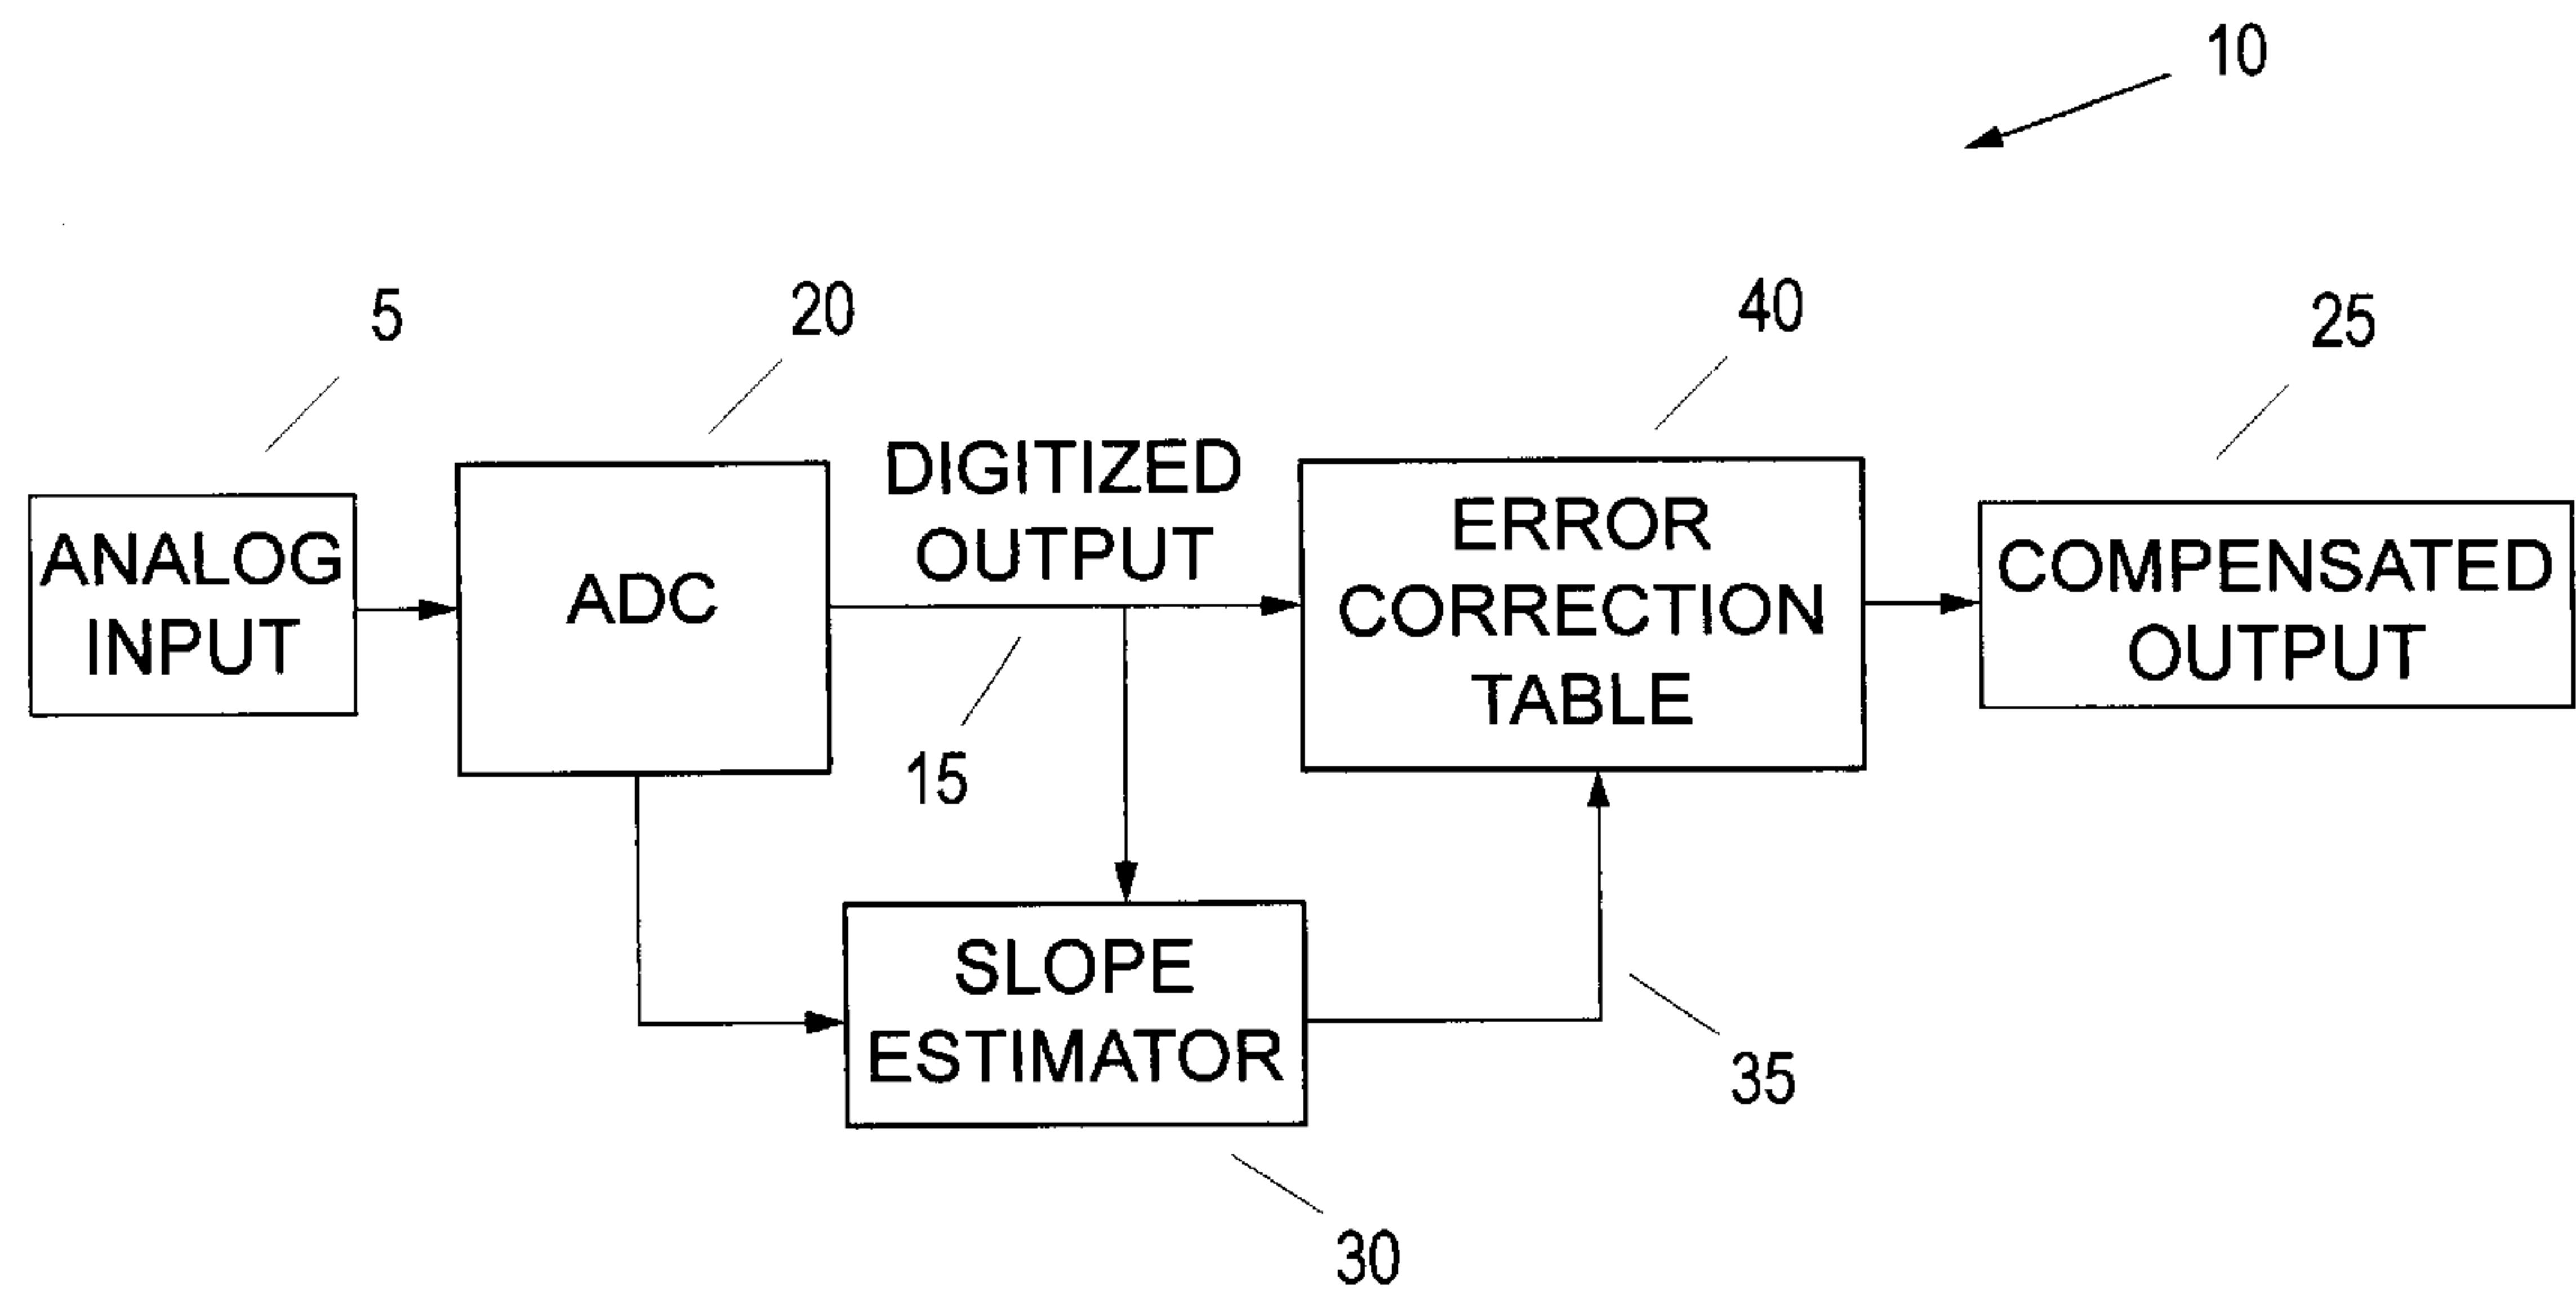 10
5
20
40
25
ANALOG
INPUT
ADC
DIGITIZED
OUTPUT
15
ERROR
CORRECTION
TABLE
COMPENSATED
OUTPUT
SLOPE
ESTIMATOR
35
30